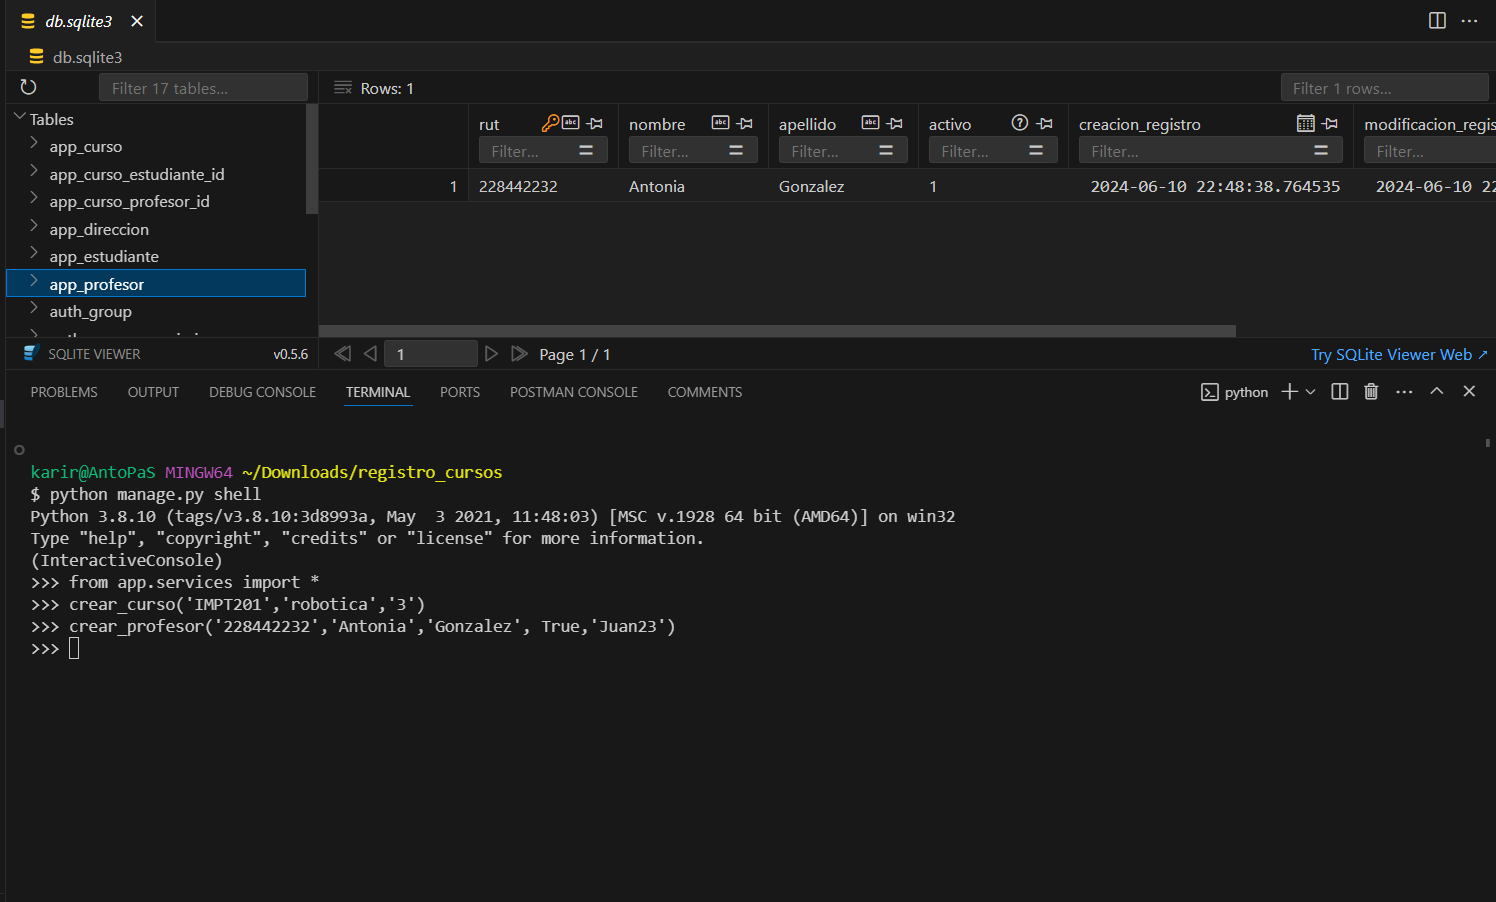 db.sqlite3
db.sqlite3
Filter 17 tables...
Rows: 1
Filter 1 rows...
Tables
app_curso
app_curso_estudiante_id
app_curso_profesor_id
app_direccion
app_estudiante
app_profesor
auth_group
rut nombre apellido activo creacion_registro modificacion_regis
Filter... Filter... Filter... Filter... Filter... Filter...
1 228442232 Antonia Gonzalez 1 2024-06-10 22:48:38.764535 2024-06-10 22
SQLITE VIEWER v0.5.6
1 Page 1 / 1
Try SQLite Viewer Web ↗
PROBLEMS OUTPUT DEBUG CONSOLE TERMINAL PORTS POSTMAN CONSOLE COMMENTS
python
karir@AntoPaS MINGW64 ~/Downloads/registro_cursos
$ python manage.py shell
Python 3.8.10 (tags/v3.8.10:3d8993a, May  3 2021, 11:48:03) [MSC v.1928 64 bit (AMD64)] on win32
Type "help", "copyright", "credits" or "license" for more information.
(InteractiveConsole)
>>> from app.services import *
>>> crear_curso('IMPT201','robotica','3')
>>> crear_profesor('228442232','Antonia','Gonzalez', True,'Juan23')
>>>